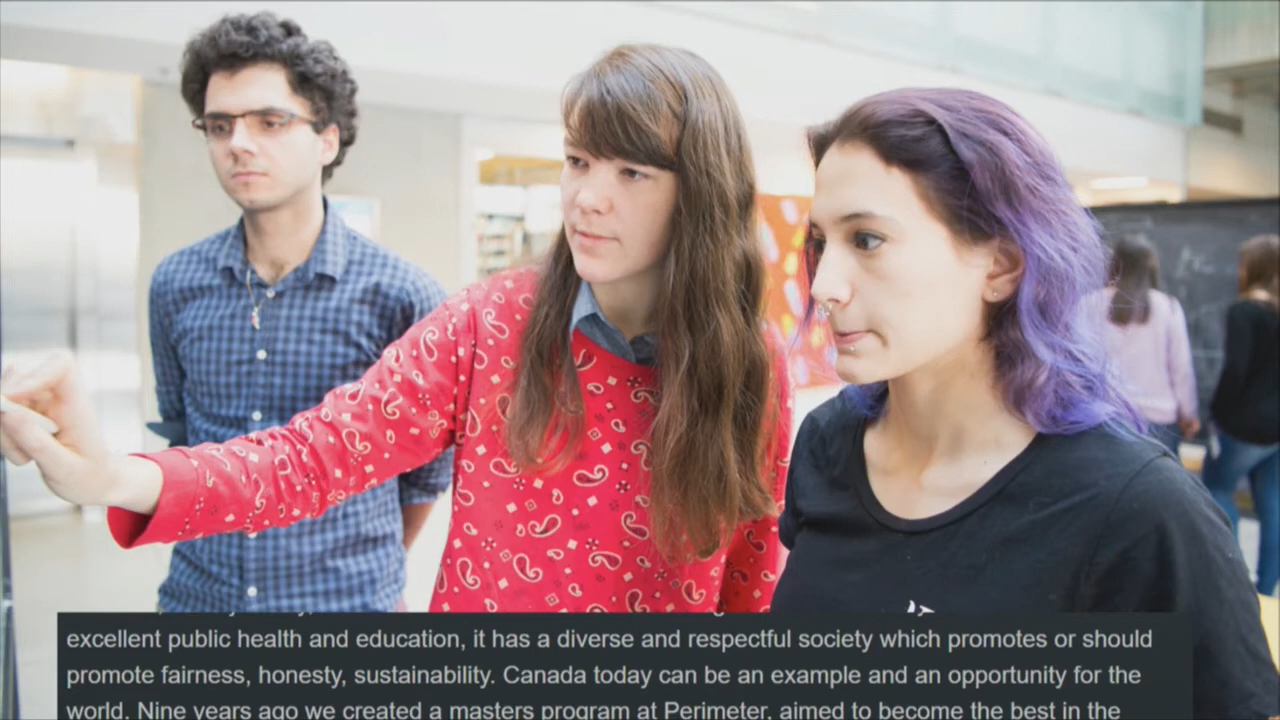 excellent public health and education, it has a diverse and respectful society which promotes or should
promote fairness, honesty, sustainability. Canada today can be an example and an opportunity for the
world. Nine years ago we created a masters program at Perimeter, aimed to become the best in the